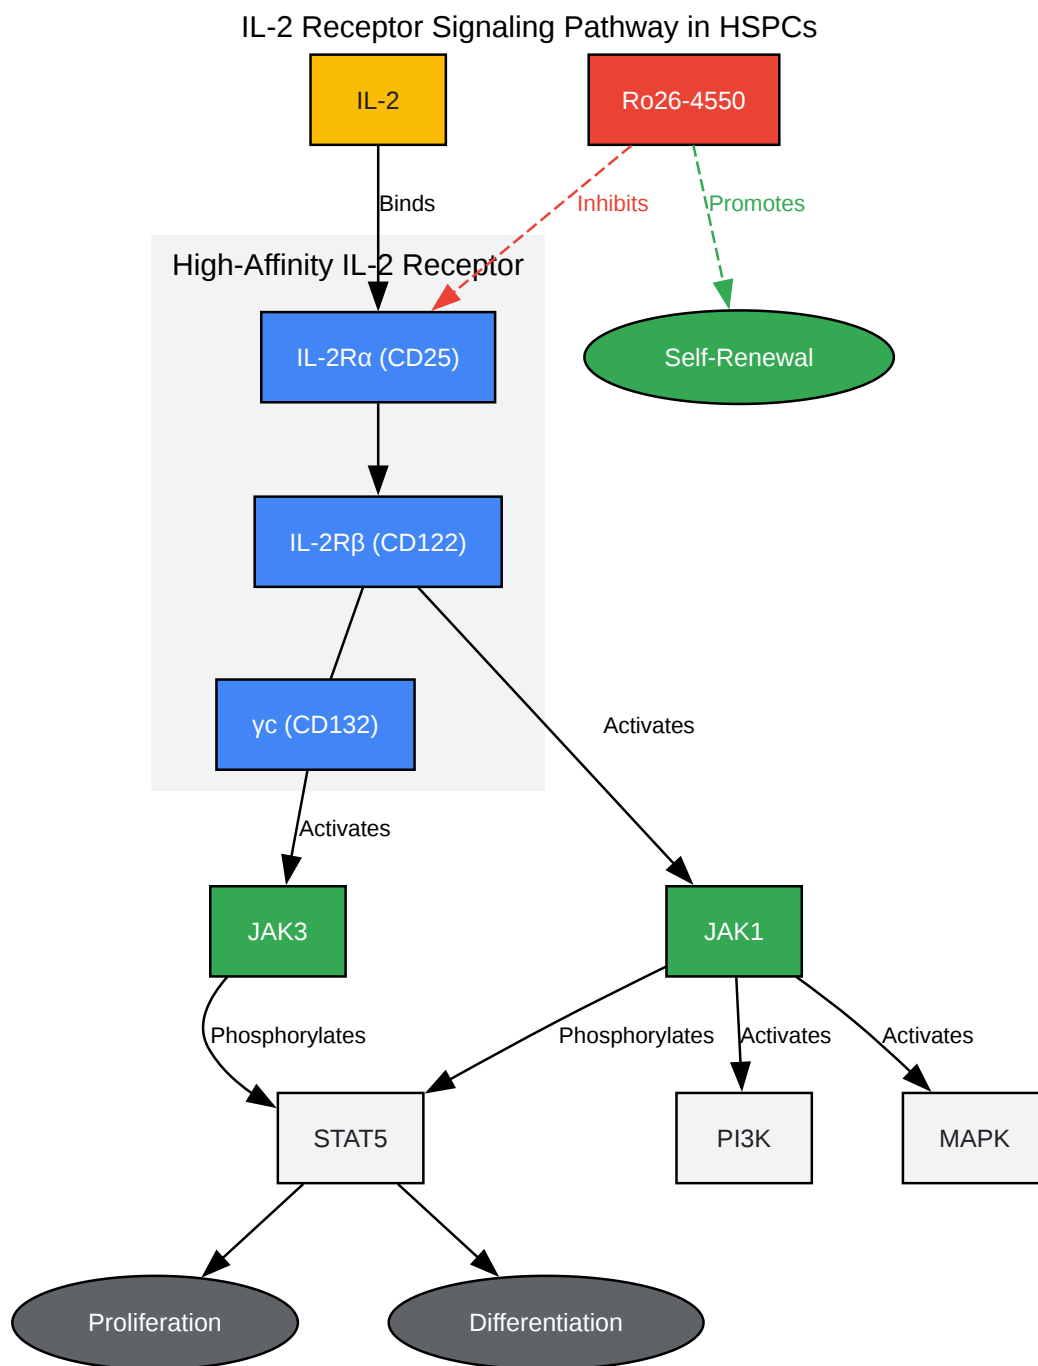 IL-2 Receptor Signaling Pathway in HSPCs
IL-2
Ro26-4550
Binds
Inhibits
Promotes
High-Affinity IL-2 Receptor
IL-2Rα (CD25)
Self-Renewal
IL-2Rβ (CD122)
γc (CD132)
Activates
Activates
JAK3
JAK1
Phosphorylates
Phosphorylates
Activates
Activates
STAT5
PI3K
MAPK
Proliferation
Differentiation